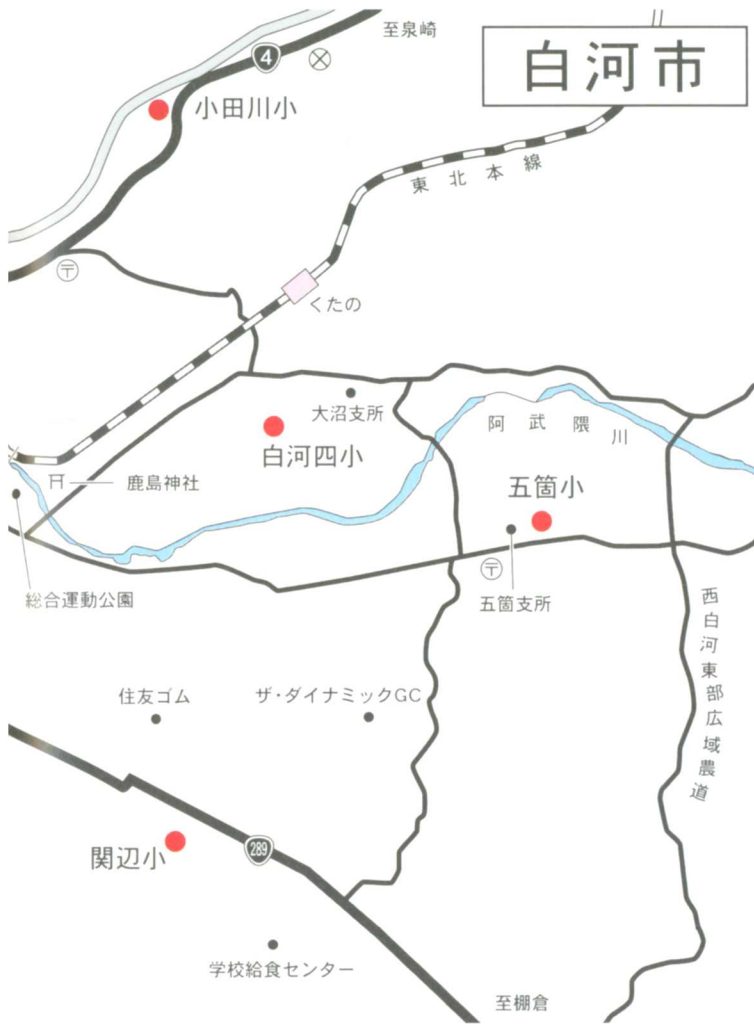 至泉崎
白河市
4
小田川小
東北本線
〒
くたの
大沼支所
阿武隈川
白河四小
鹿島神社
五箇小
〒
総合運動公園
五箇支所
西白河東部広域農道
住友ゴム
ザ・ダイナミックGC
289
関辺小
学校給食センター
至棚倉